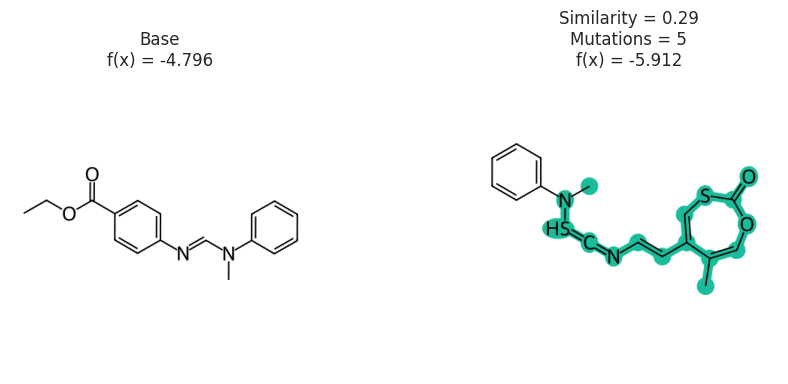 Base
f(x) = -4.796
Similarity = 0.29
Mutations = 5
f(x) = -5.912
O
O
N
N
N
HS
C
N
S
O
O